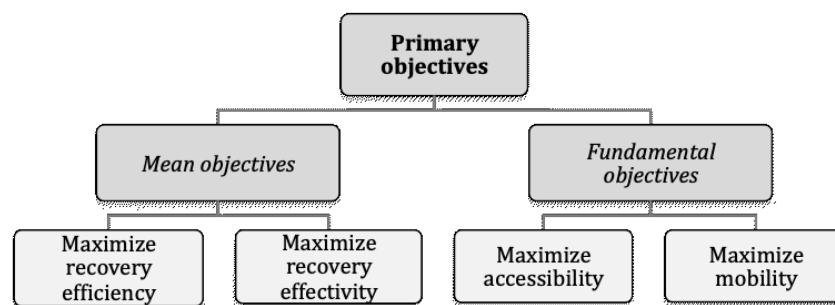 Primary
objectives
Mean objectives
Fundamental
objectives
Maximize
recovery
efficiency
Maximize
recovery
effectivity
Maximize
accessibility
Maximize
mobility